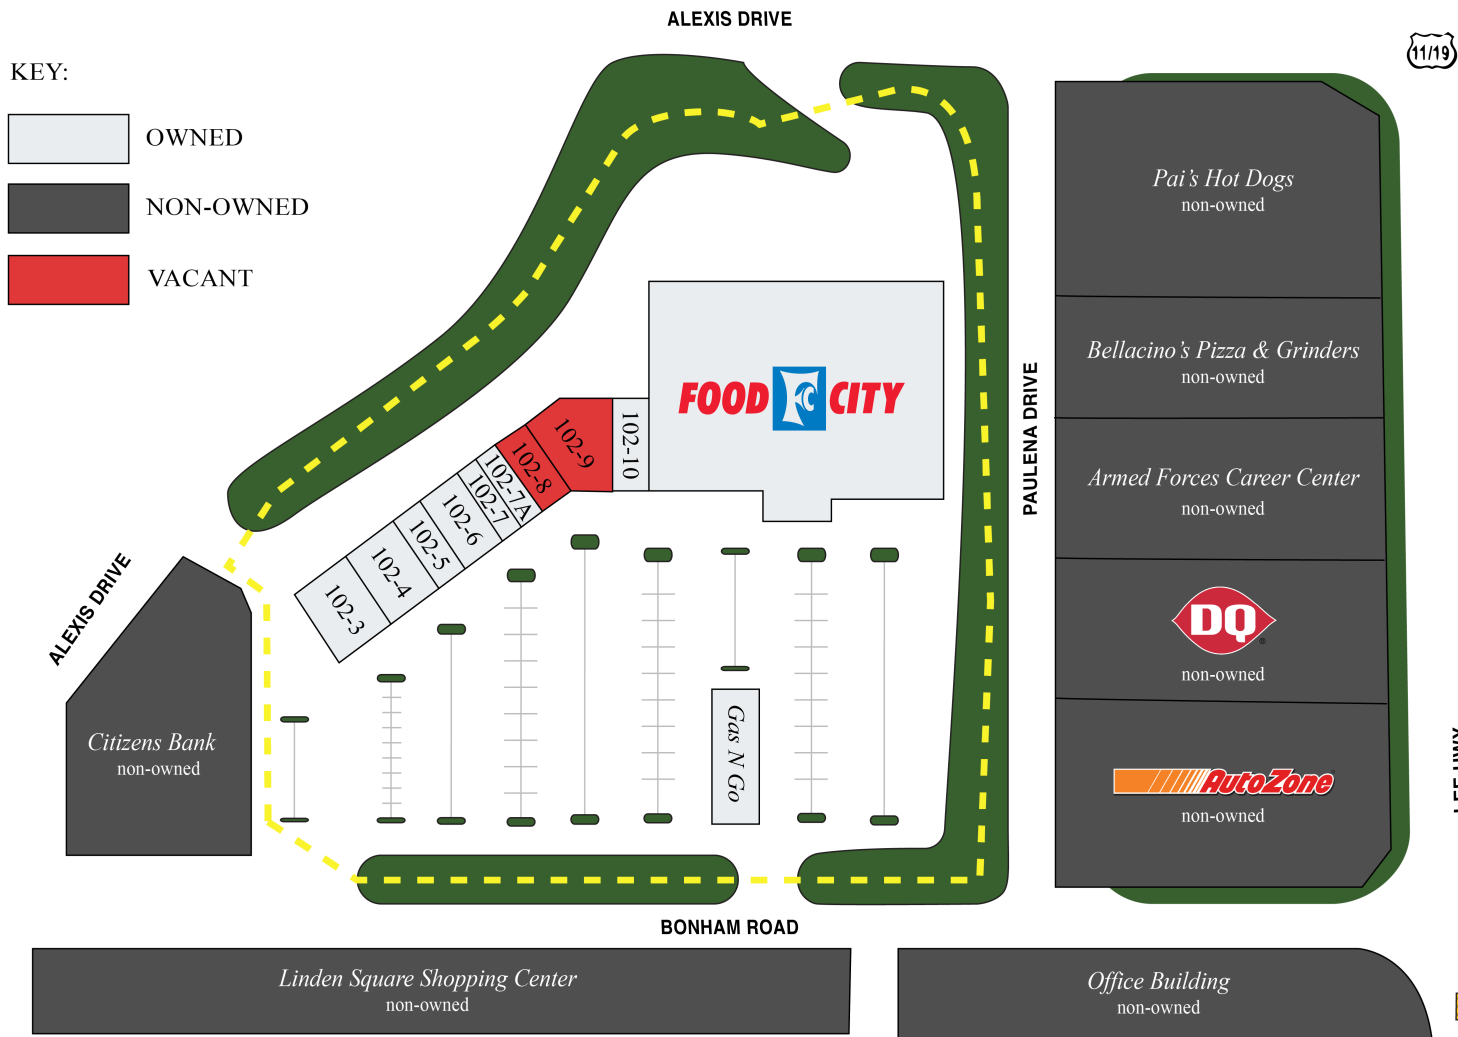 ALEXIS DRIVE
11/19
KEY:
OWNED
NON-OWNED
VACANT
Pai's Hot Dogs
non-owned
Bellacino's Pizza & Grinders
non-owned
Armed Forces Career Center
non-owned
DQ
®
non-owned
AutoZone
non-owned
PAULENA DRIVE
FOOD FC CITY
102-10
102-9
102-8
102-7A
102-7
102-6
102-5
102-4
102-3
Gas N Go
ALEXIS DRIVE
Citizens Bank
non-owned
BONHAM ROAD
Linden Square Shopping Center
non-owned
Office Building
non-owned